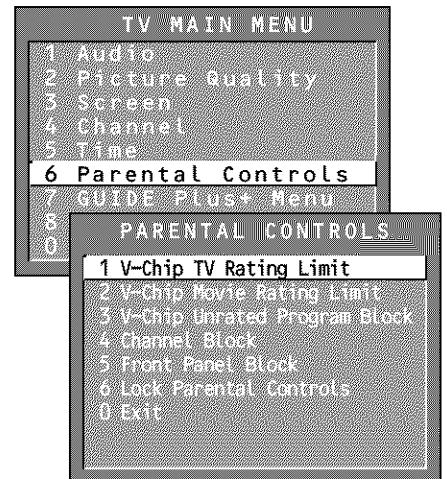 TV MAIN MENU
1 Audio
2 Picture Quality
3 Screen
4 Channel
5 Time
6 Parental Controls
7 GUIDE Plus+ Menu
8
0
PARENTAL CONTROLS
1 V-Chip TV Rating Limit
2 V-Chip Movie Rating Limit
3 V-Chip Unrated Program Block
4 Channel Block
5 Front Panel Block
6 Lock Parental Controls
0 Exit